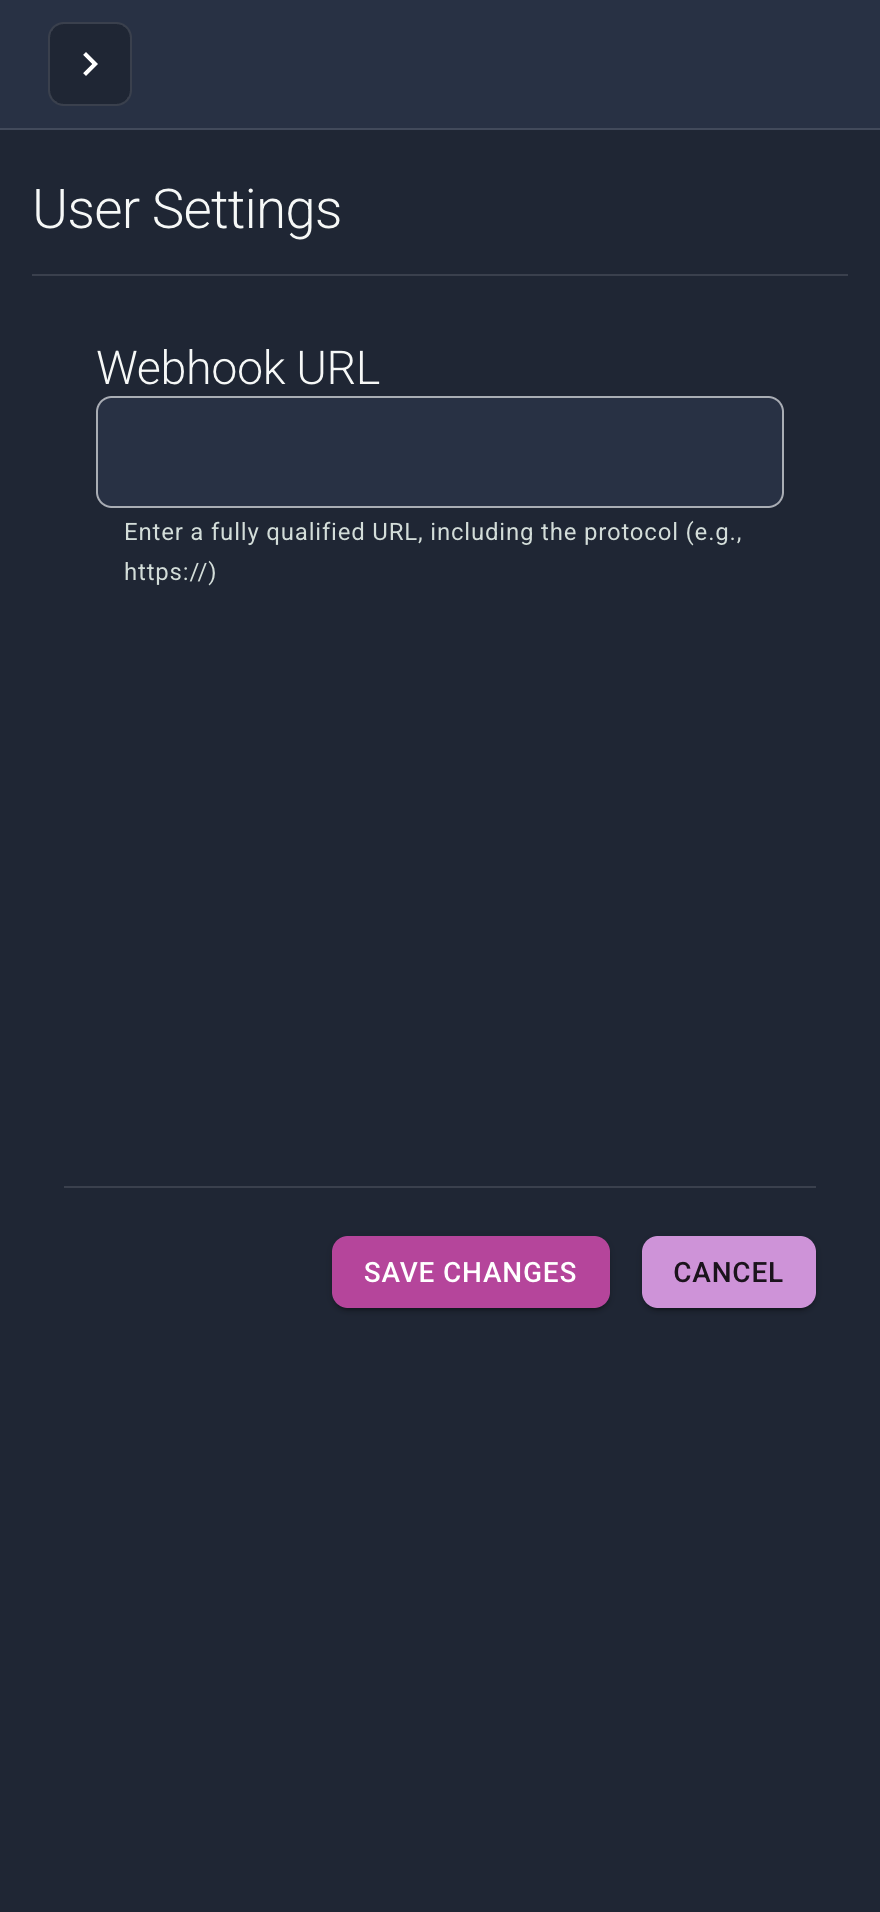 User Settings
Webhook URL
Enter a fully qualified URL, including the protocol (e.g.,
https://)
SAVE CHANGES
CANCEL